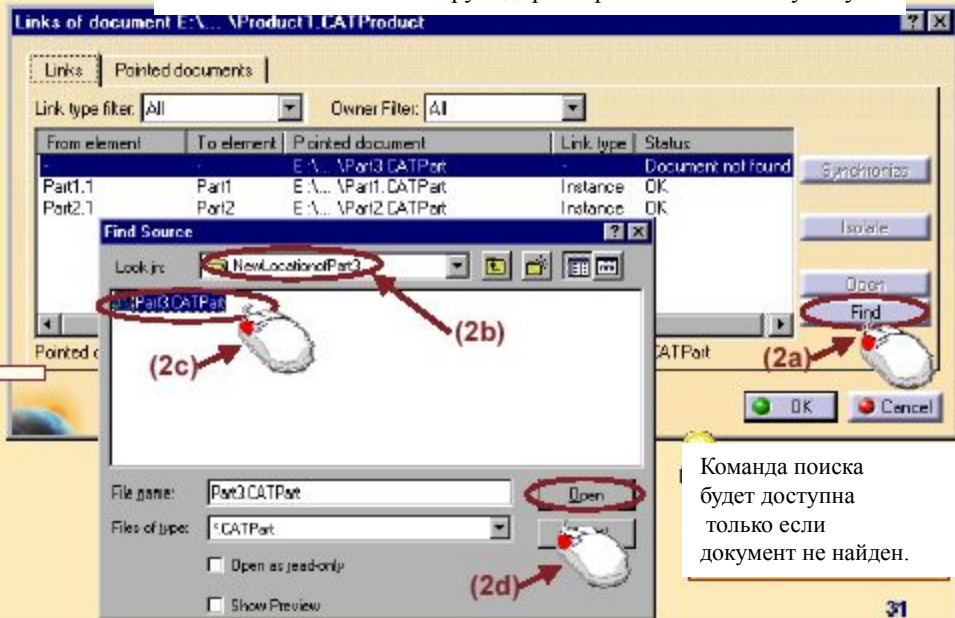 Links of document E:\... \Product1.CATProduct
Links Pointed documents
Link type filter: All Owner Filter: All
From element To element Pointed document Link type Status
- - E:\... \Part3.CATPart - Document not found
Part1.1 Part1 E:\... \Part1.CATPart Instance OK
Part2.1 Part2 E:\... \Part2.CATPart Instance OK
Synchronize
Isolate
Open
Find
(2a)
Pointed
CATPart
OK Cancel
Find Source
Look in: NewLocationofPart3
(2b)
Part3.CATPart
(2c)
File name: Part3.CATPart Open
Files of type: *.CATPart
Open as read-only
(2d)
Show Preview
Команда поиска
будет доступна
только если
документ не найден.
31